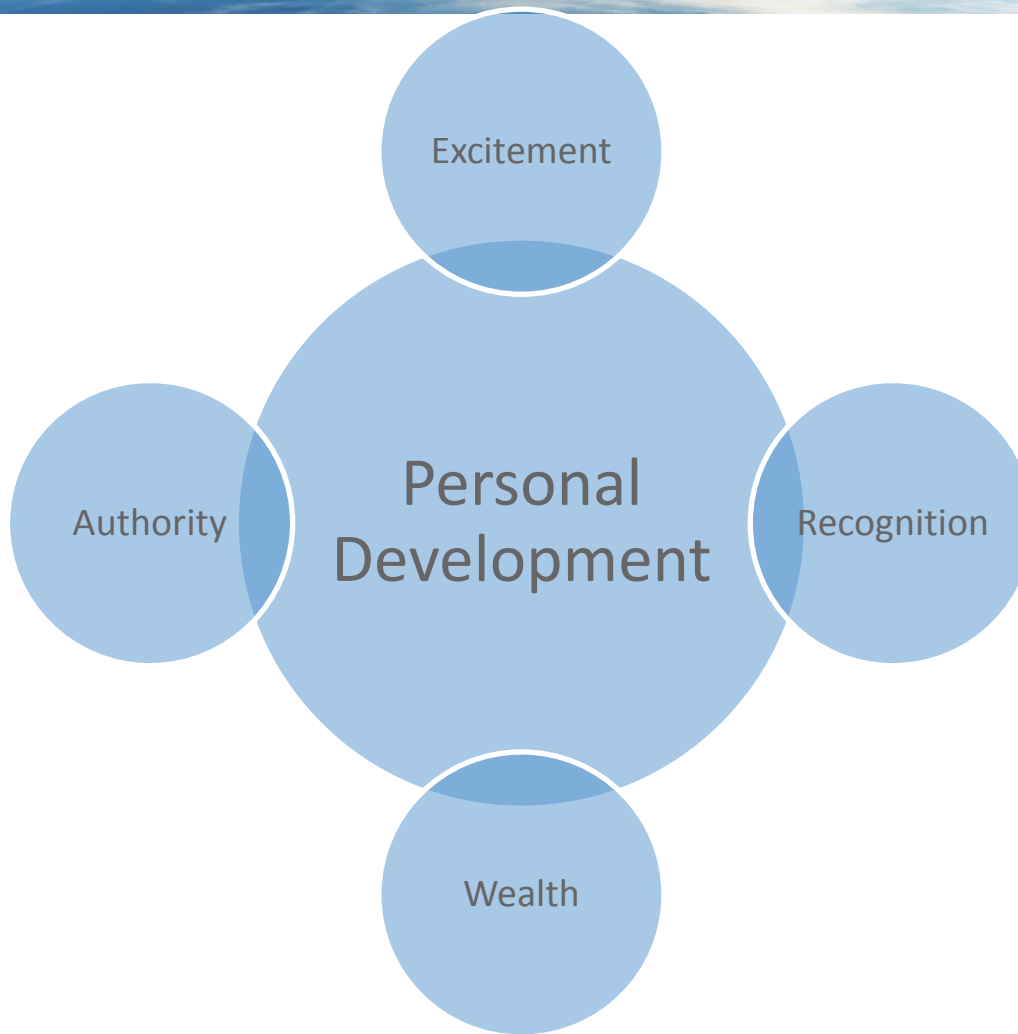 Excitement
Personal
Development
Authority
Recognition
Wealth